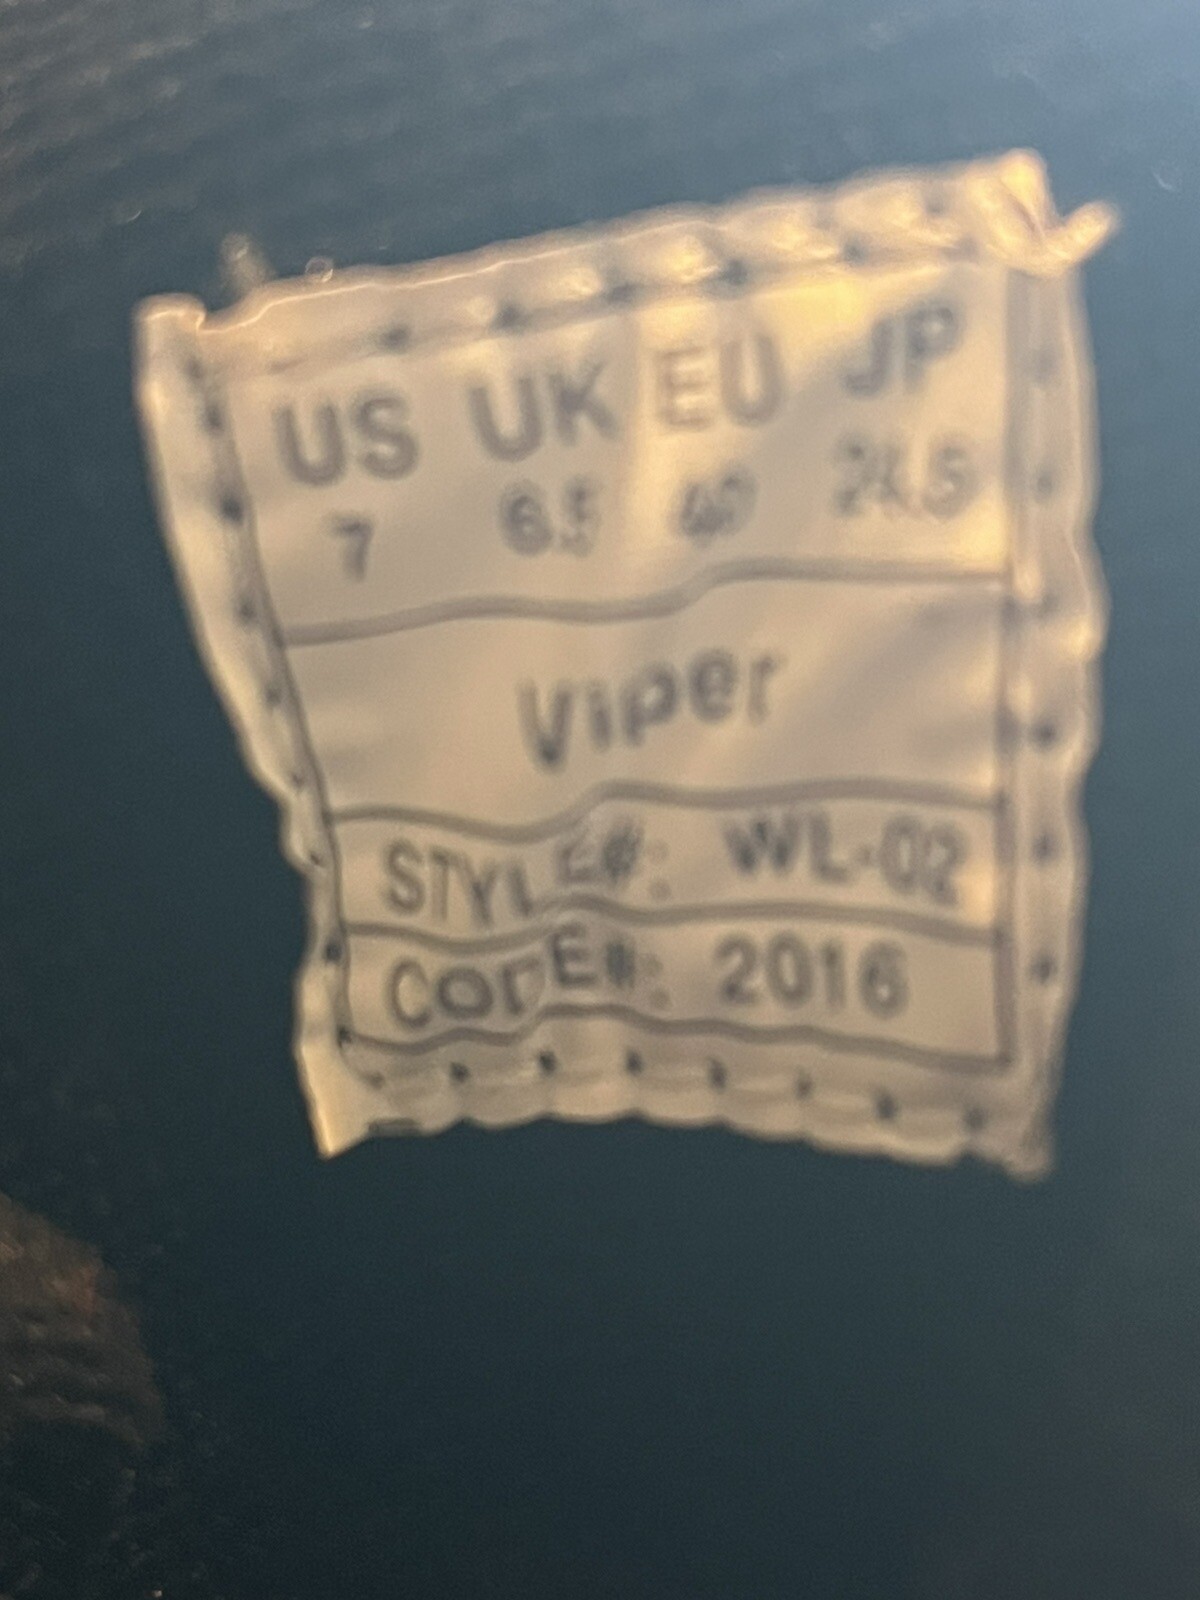 US UK EU JP
7 6.5 40 24.5
Viper
STYLE#: WL-02
CODE#: 2016